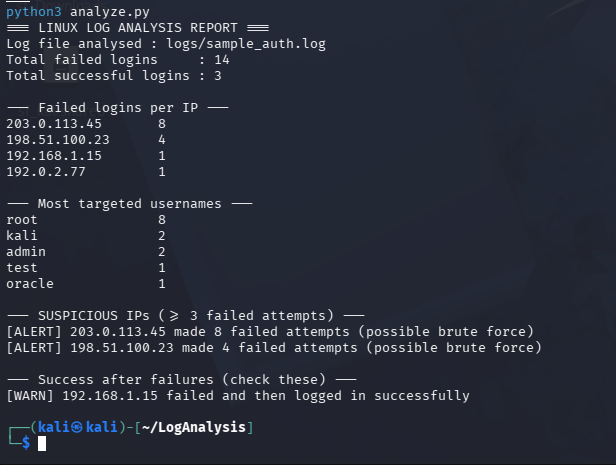 python3 analyze.py
=== LINUX LOG ANALYSIS REPORT ===
Log file analysed : logs/sample_auth.log
Total failed logins     : 14
Total successful logins : 3
--- Failed logins per IP ---
203.0.113.45       8
198.51.100.23      4
192.168.1.15       1
192.0.2.77         1
--- Most targeted usernames ---
root               8
kali               2
admin              2
test               1
oracle             1
--- SUSPICIOUS IPs (>= 3 failed attempts) ---
[ALERT] 203.0.113.45 made 8 failed attempts (possible brute force)
[ALERT] 198.51.100.23 made 4 failed attempts (possible brute force)
--- Success after failures (check these) ---
[WARN] 192.168.1.15 failed and then logged in successfully
┌──(kali㉿kali)-[~/LogAnalysis]
└─$